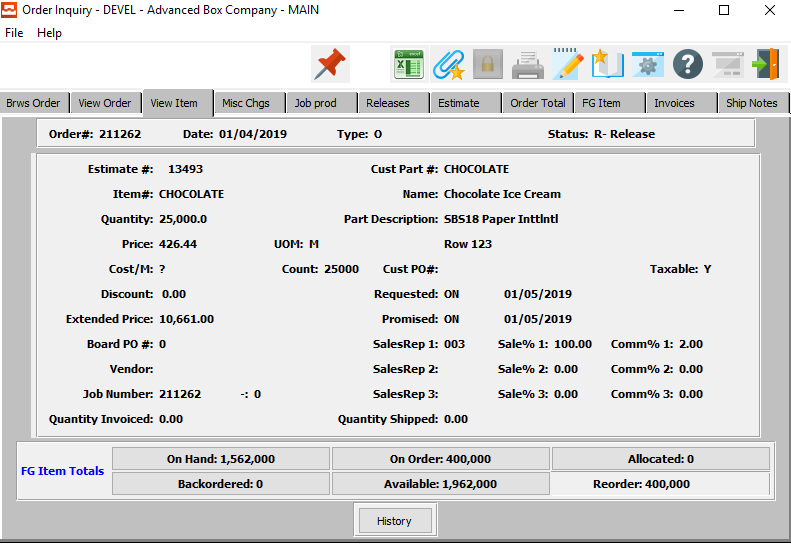 Order Inquiry - DEVEL - Advanced Box Company - MAIN
File Help
Brws Order View Order View Item Misc Chgs Job prod Releases Estimate Order Total FG Item Invoices Ship Notes
Order#: 211262 Date: 01/04/2019 Type: O Status: R- Release
Estimate #: 13493 Cust Part #: CHOCOLATE
Item#: CHOCOLATE Name: Chocolate Ice Cream
Quantity: 25,000.0 Part Description: SBS18 Paper Inttlntl
Price: 426.44 UOM: M Row 123
Cost/M: ? Count: 25000 Cust PO#: Taxable: Y
Discount: 0.00 Requested: ON 01/05/2019
Extended Price: 10,661.00 Promised: ON 01/05/2019
Board PO #: 0 SalesRep 1: 003 Sale% 1: 100.00 Comm% 1: 2.00
Vendor: SalesRep 2: Sale% 2: 0.00 Comm% 2: 0.00
Job Number: 211262 -: 0 SalesRep 3: Sale% 3: 0.00 Comm% 3: 0.00
Quantity Invoiced: 0.00 Quantity Shipped: 0.00
FG Item Totals
On Hand: 1,562,000 On Order: 400,000 Allocated: 0
Backordered: 0 Available: 1,962,000 Reorder: 400,000
History